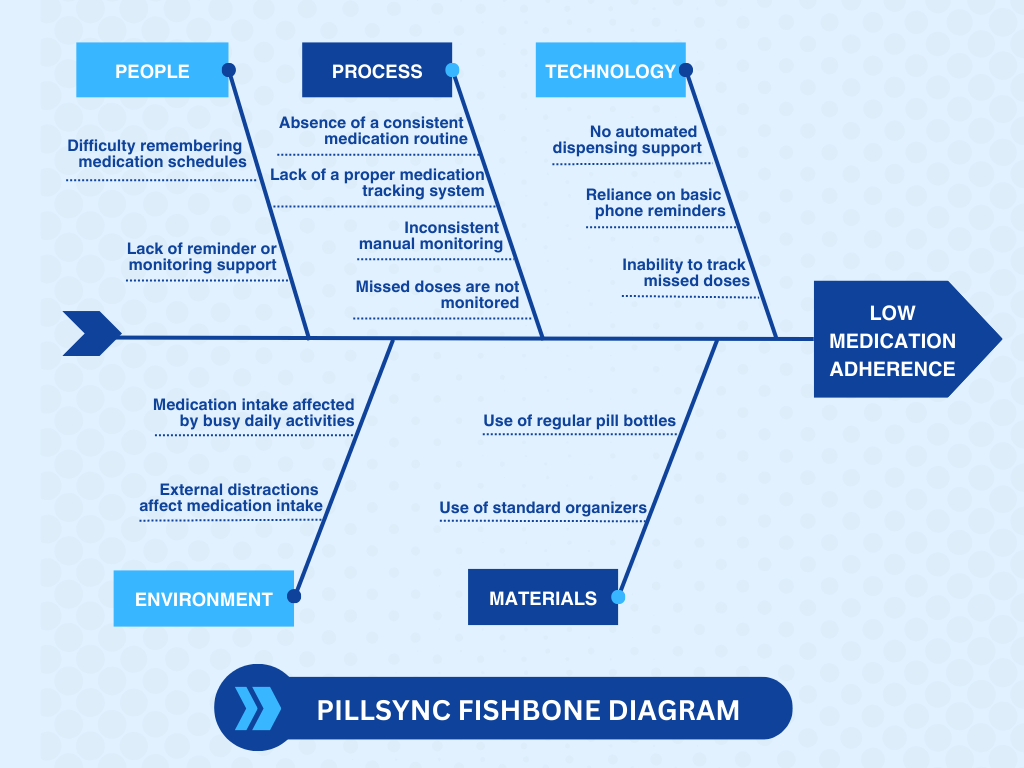 PEOPLE
Difficulty remembering
medication schedules
Lack of reminder or
monitoring support
PROCESS
Absence of a consistent
medication routine
Lack of a proper medication
tracking system
Inconsistent
manual monitoring
Missed doses are not
monitored
TECHNOLOGY
No automated
dispensing support
Reliance on basic
phone reminders
Inability to track
missed doses
LOW
MEDICATION
ADHERENCE
Medication intake affected
by busy daily activities
External distractions
affect medication intake
ENVIRONMENT
Use of regular pill bottles
Use of standard organizers
MATERIALS
PILLSYNC FISHBONE DIAGRAM